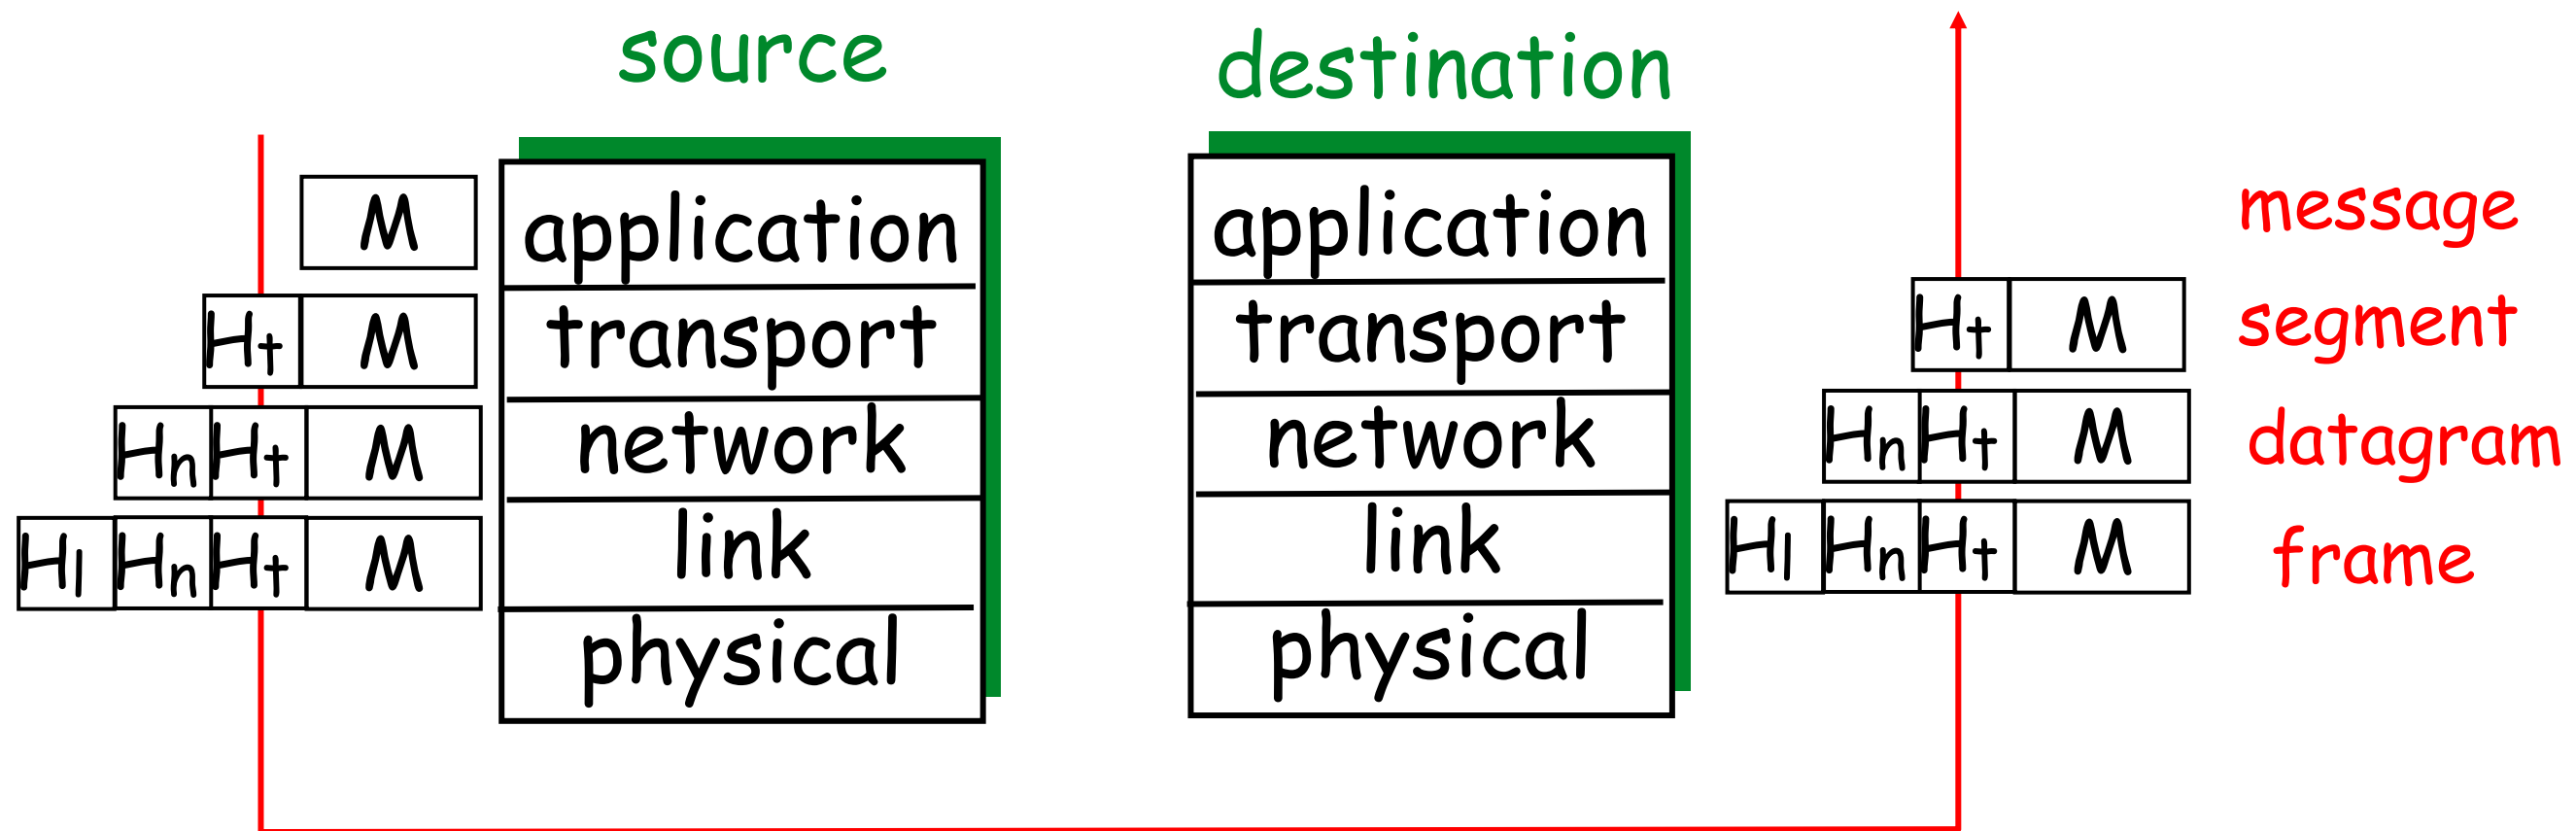 source destination
M application application message
Ht M transport transport Ht M segment
Hn Ht M network network Hn Ht M datagram
Hl Hn Ht M link link Hl Hn Ht M frame
physical physical